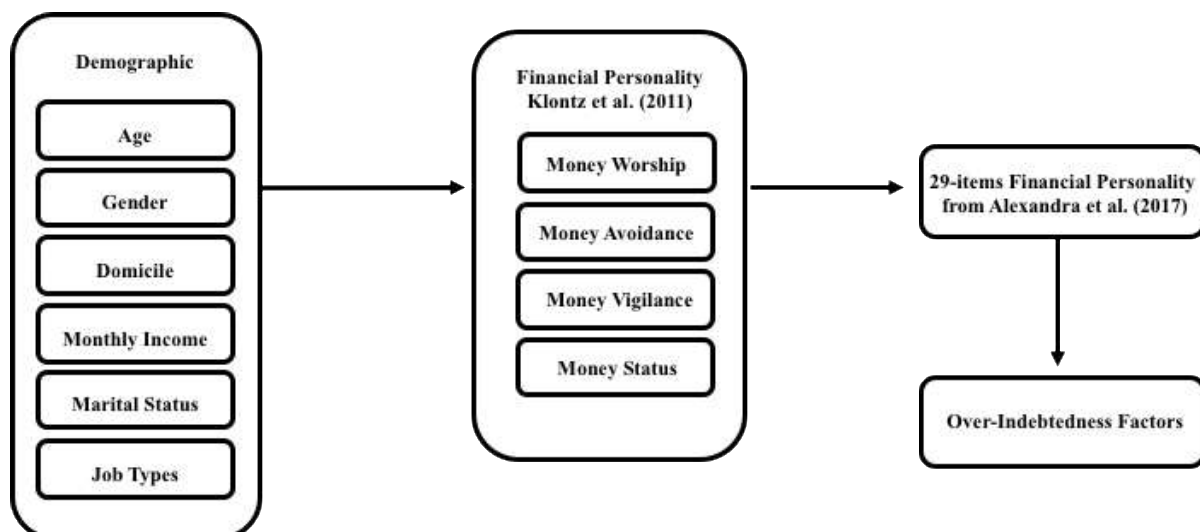 Demographic
Age
Gender
Domicile
Monthly Income
Marital Status
Job Types
Financial Personality
Klontz et al. (2011)
Money Worship
Money Avoidance
Money Vigilance
Money Status
29-items Financial Personality
from Alexandra et al. (2017)
Over-Indebtedness Factors